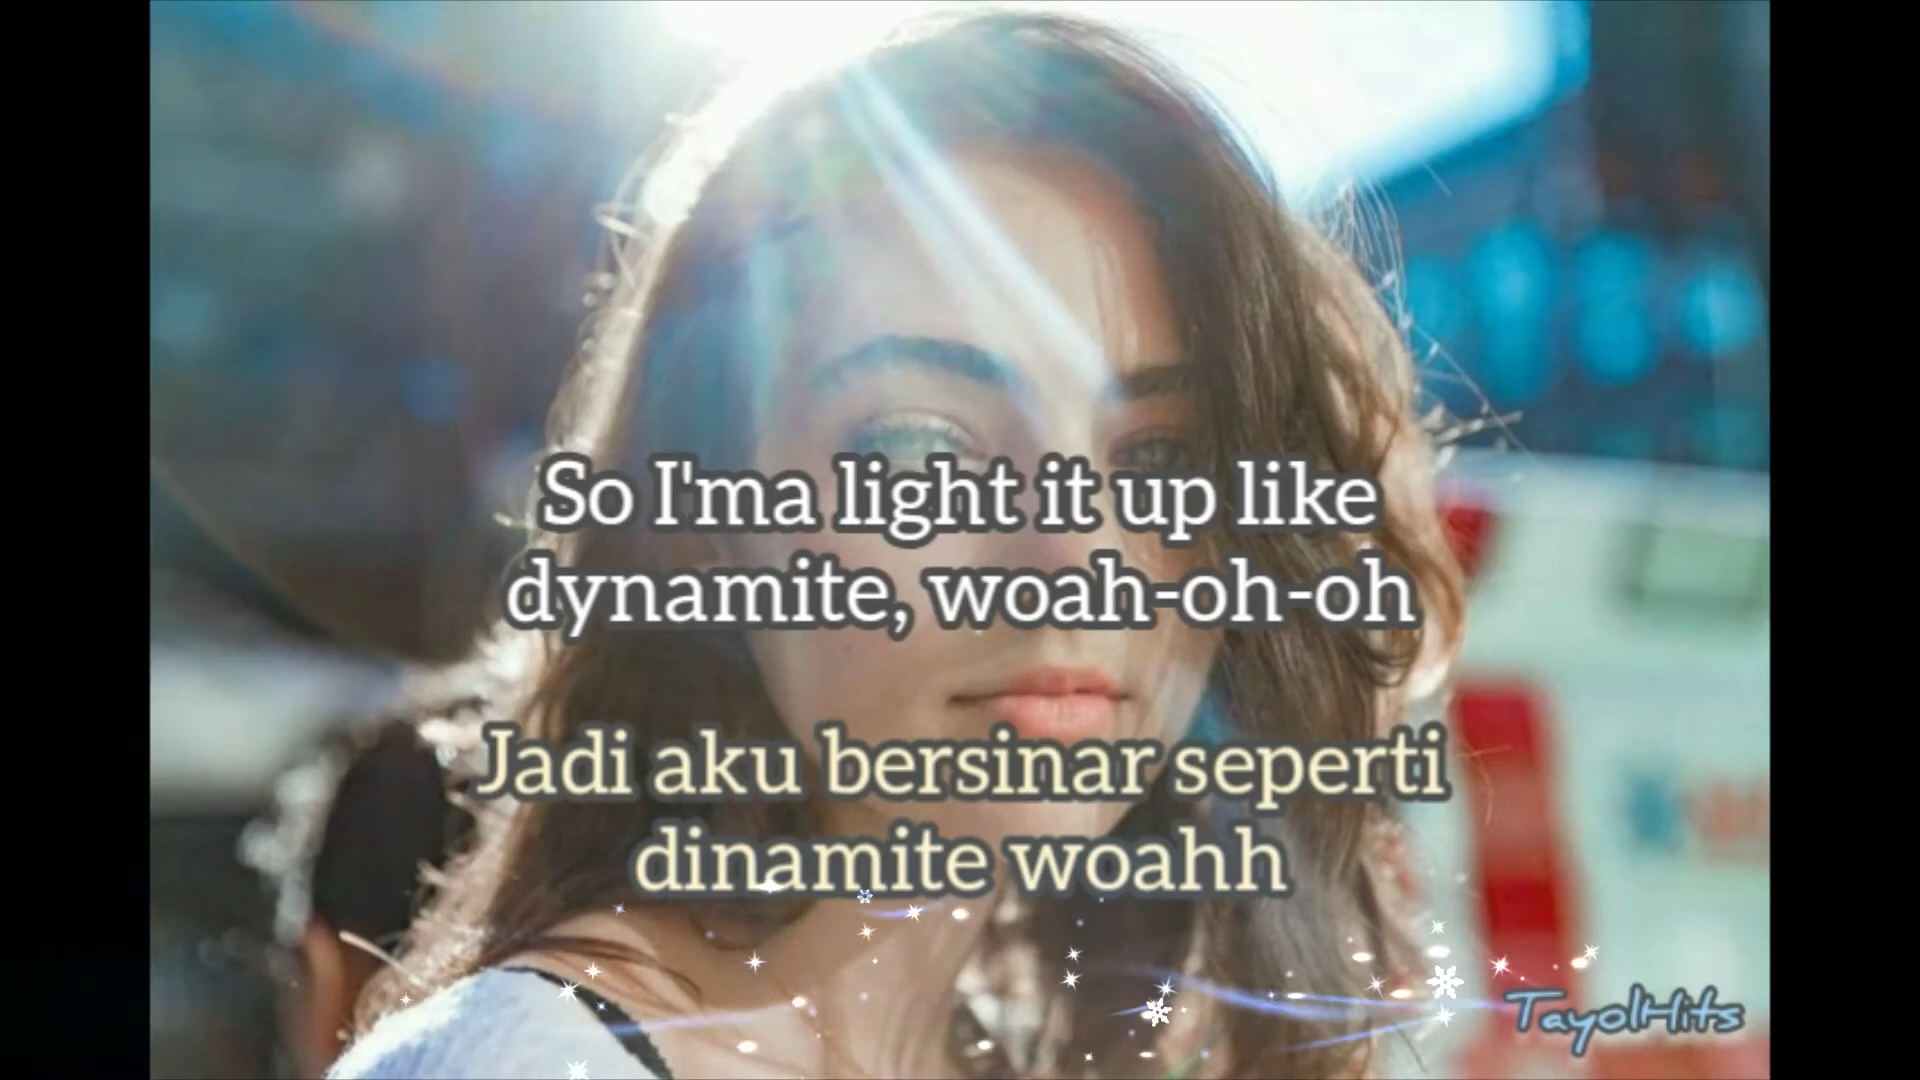 So I'ma light it up like
dynamite, woah-oh-oh
Jadi aku bersinar seperti
dinamite woahh
TayolHits